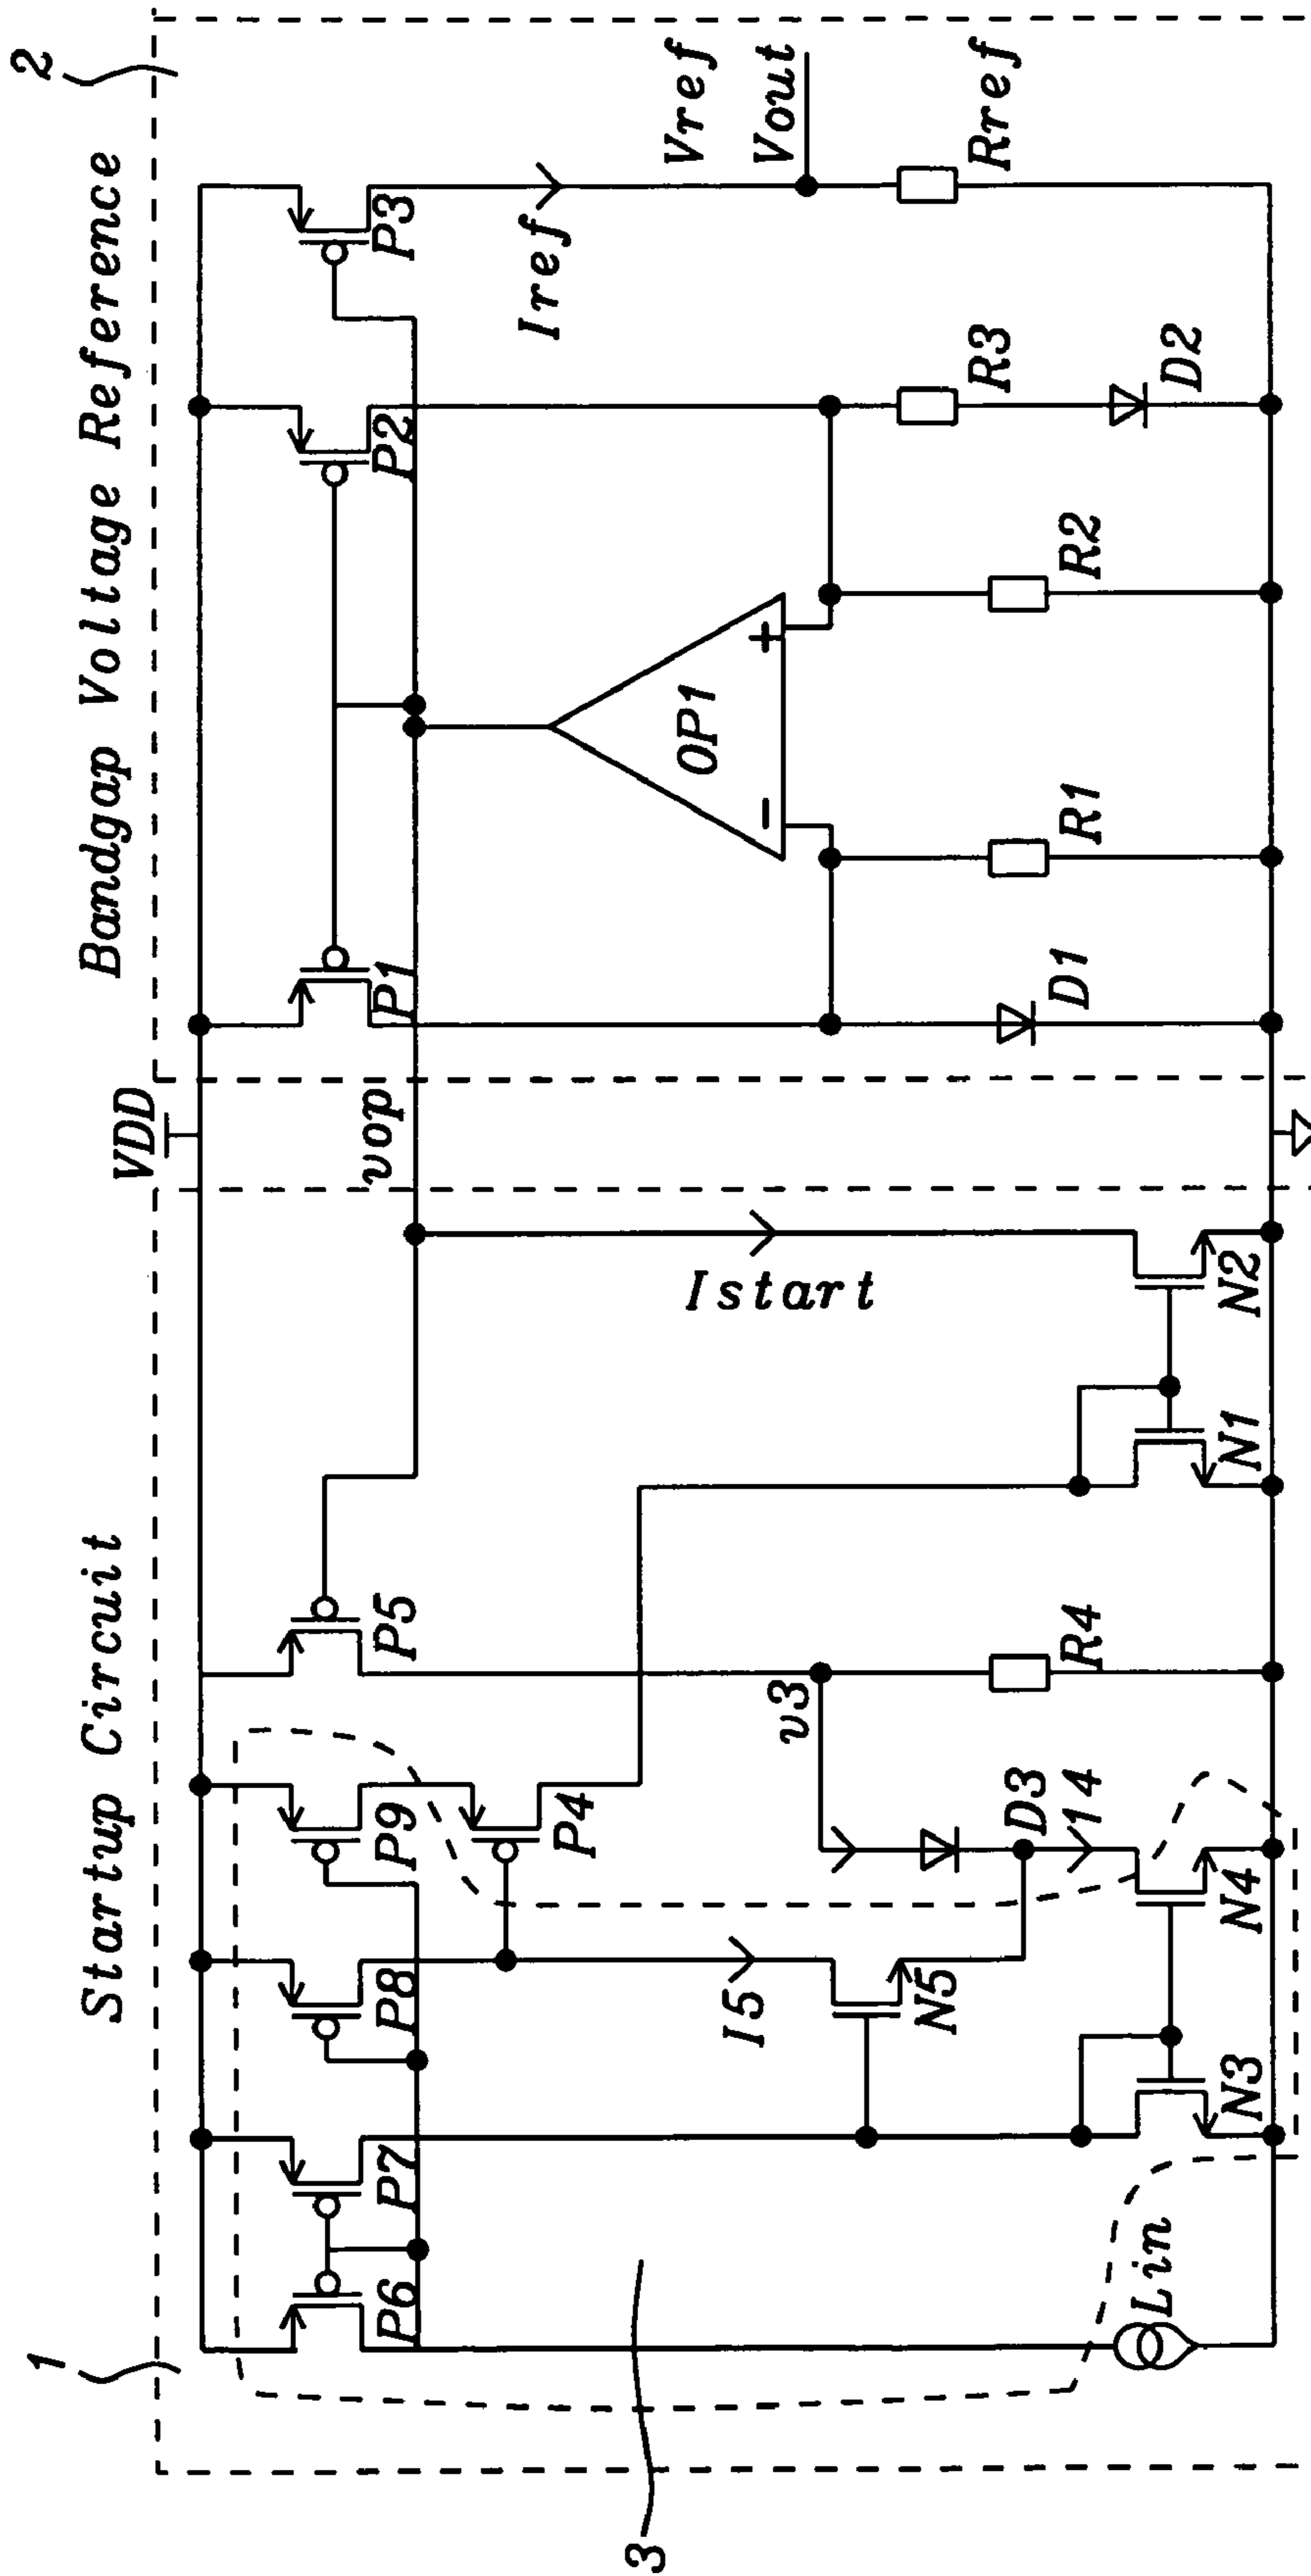 1
2
3
Startup Circuit
Bandgap Voltage Reference
VDD
P6
P7
P8
P9
P5
P1
P2
P3
vop
P4
Iref
I5
v3
Istart
OP1
-
+
Vref
Vout
N5
D3
14
R4
R1
R2
R3
Rref
D1
D2
Lin
N3
N4
N1
N2